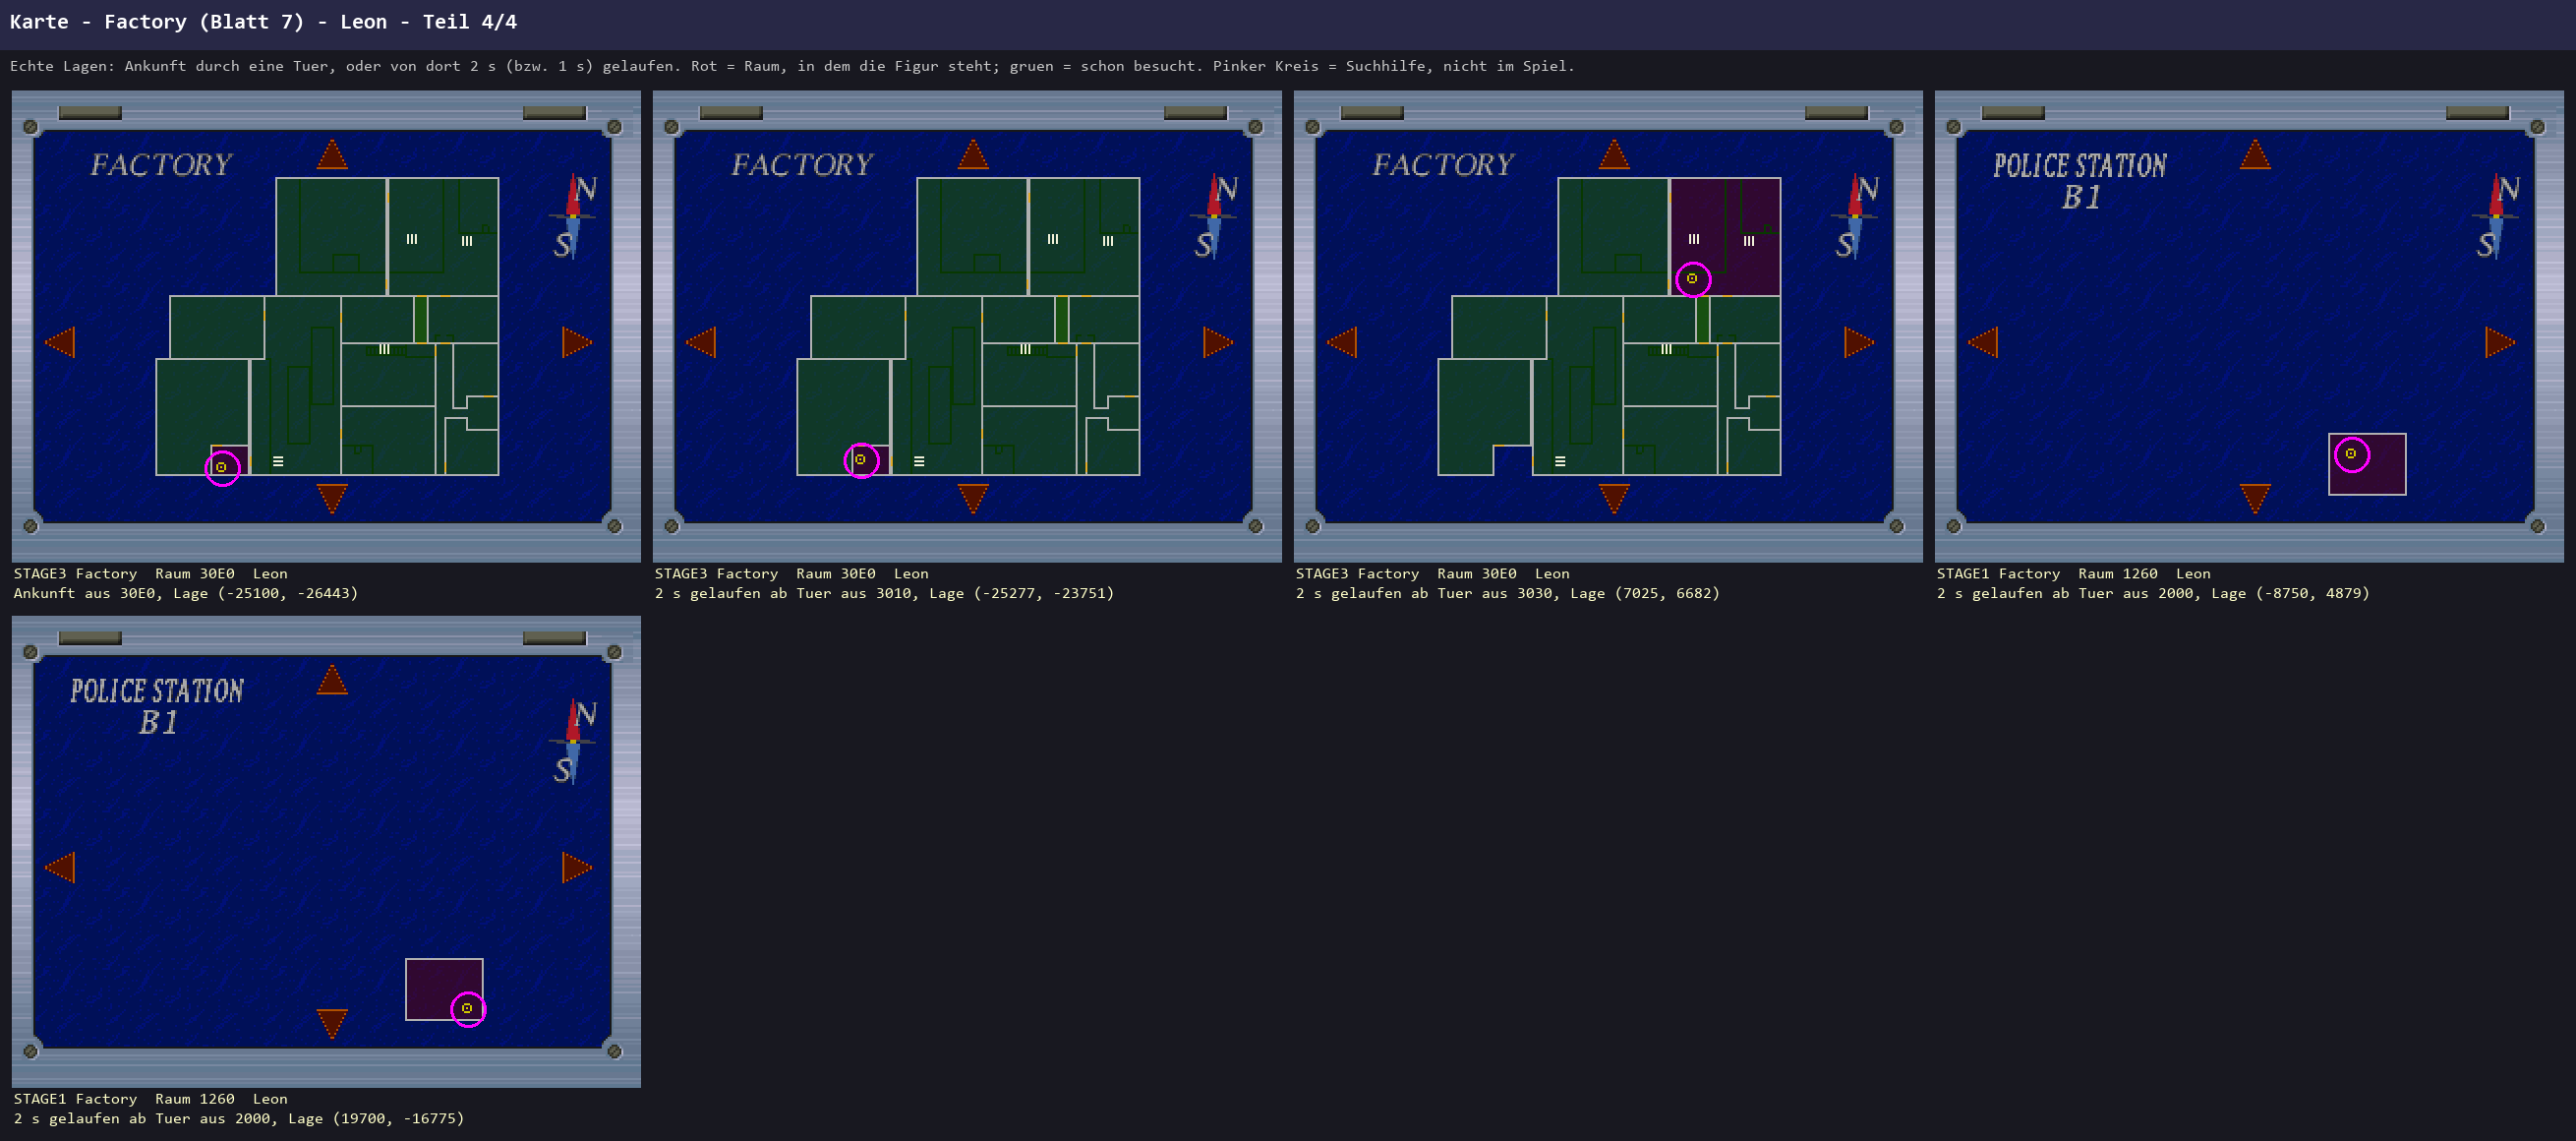 Karte - Factory (Blatt 7) - Leon - Teil 4/4
Echte Lagen: Ankunft durch eine Tuer, oder von dort 2 s (bzw. 1 s) gelaufen. Rot = Raum, in dem die Figur steht; gruen = schon besucht. Pinker Kreis = Suchhilfe, nicht im Spiel.
FACTORY
N
S
STAGE3 Factory  Raum 30E0  Leon
Ankunft aus 30E0, Lage (-25100, -26443)
FACTORY
N
S
STAGE3 Factory  Raum 30E0  Leon
2 s gelaufen ab Tuer aus 3010, Lage (-25277, -23751)
FACTORY
N
S
STAGE3 Factory  Raum 30E0  Leon
2 s gelaufen ab Tuer aus 3030, Lage (7025, 6682)
POLICE STATION
B1
N
S
STAGE1 Factory  Raum 1260  Leon
2 s gelaufen ab Tuer aus 2000, Lage (-8750, 4879)
POLICE STATION
B1
N
S
STAGE1 Factory  Raum 1260  Leon
2 s gelaufen ab Tuer aus 2000, Lage (19700, -16775)